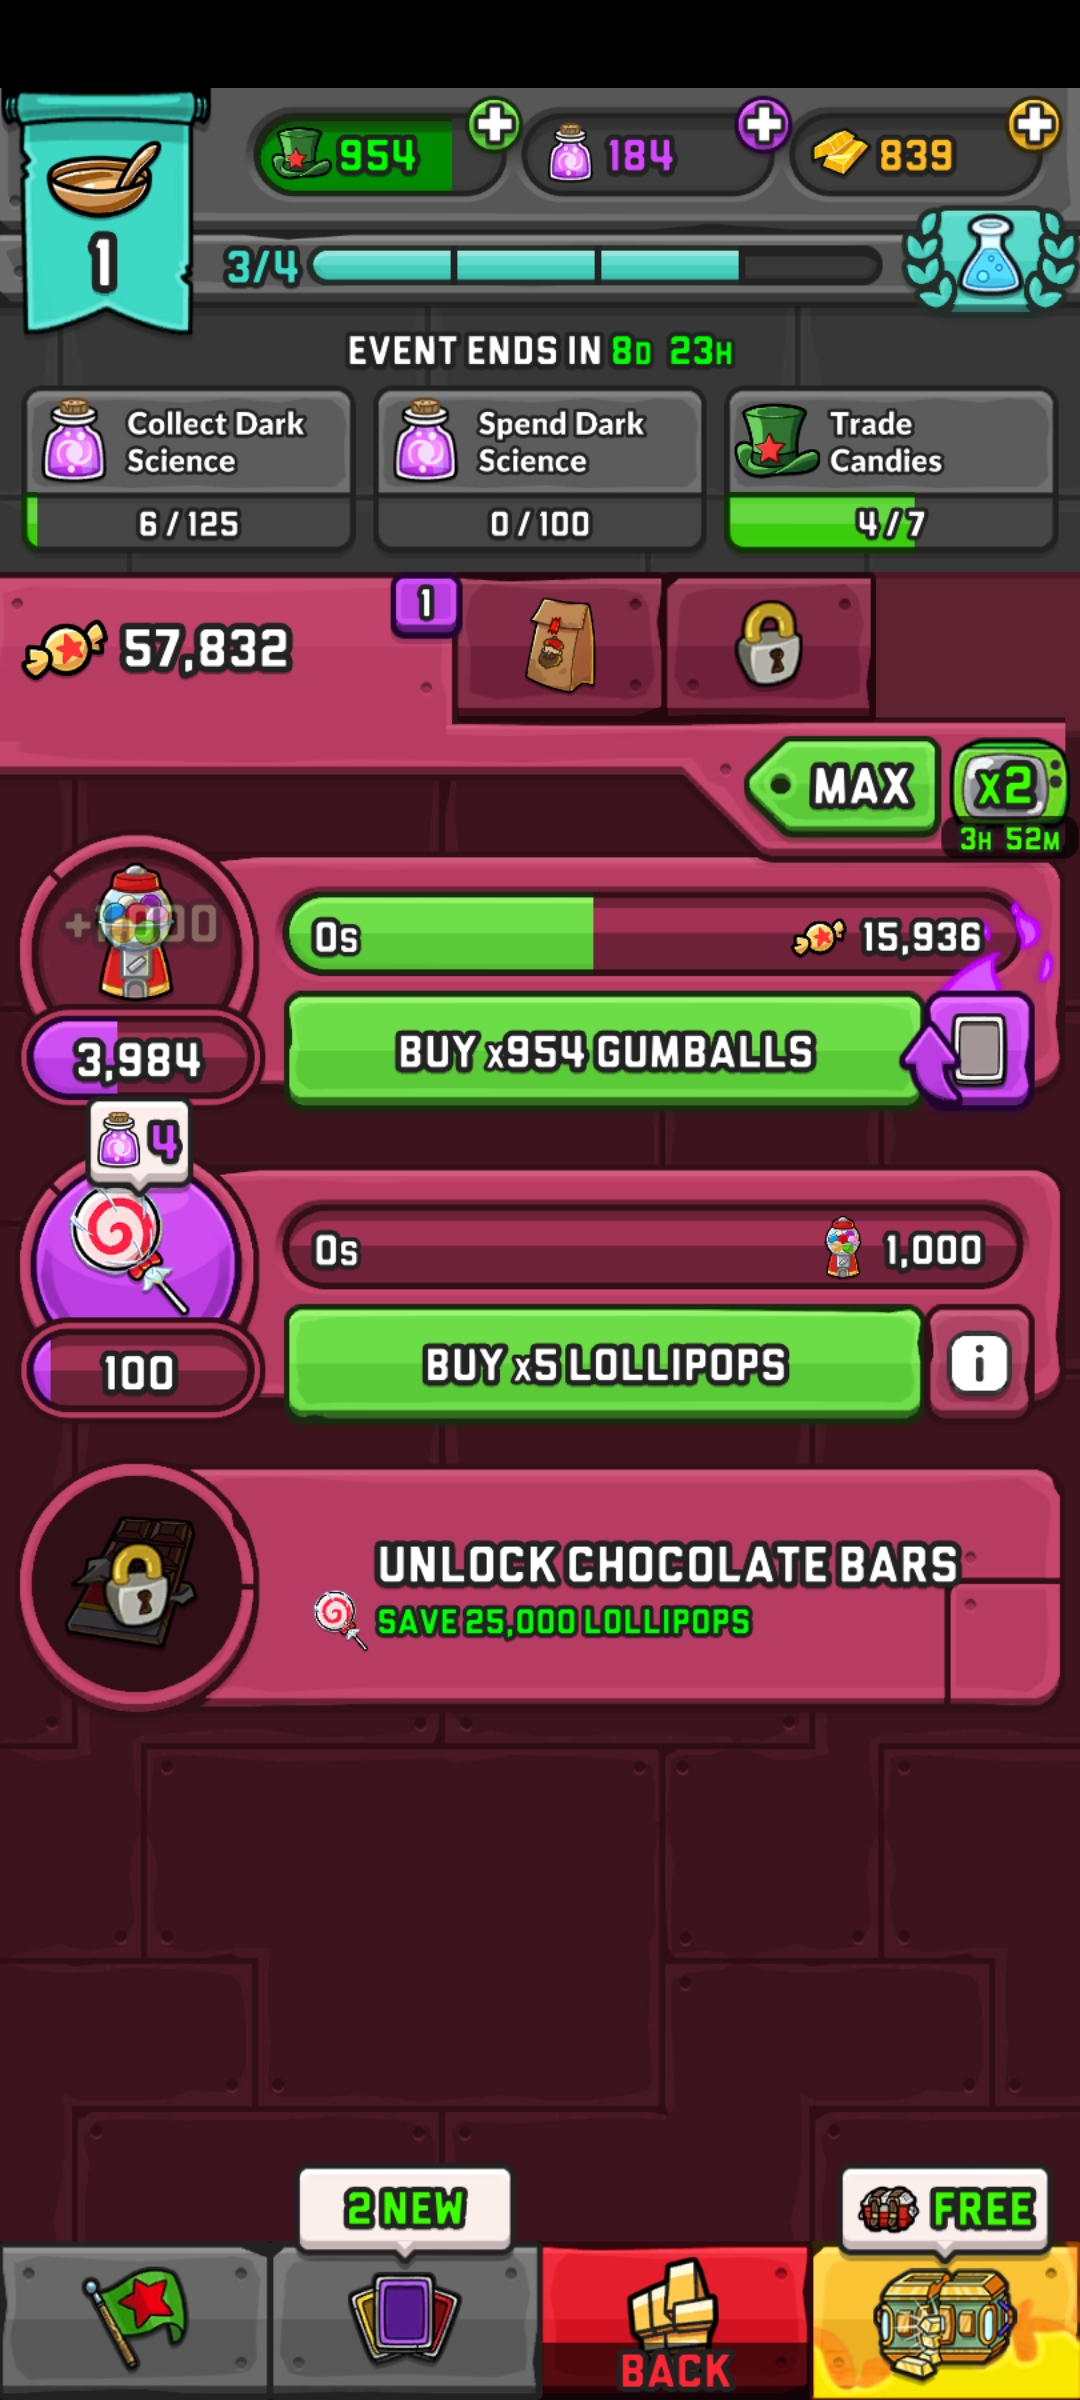 954
184
839
1
3/4
EVENT ENDS IN 8D 23H
Collect Dark
Science
6 / 125
Spend Dark
Science
0 / 100
Trade
Candies
4 / 7
57,832
1
MAX
x2
3H 52M
0s
15,936
3,984
BUY x954 GUMBALLS
4
0s
1,000
100
BUY x5 LOLLIPOPS
i
UNLOCK CHOCOLATE BARS
SAVE 25,000 LOLLIPOPS
2 NEW
FREE
BACK